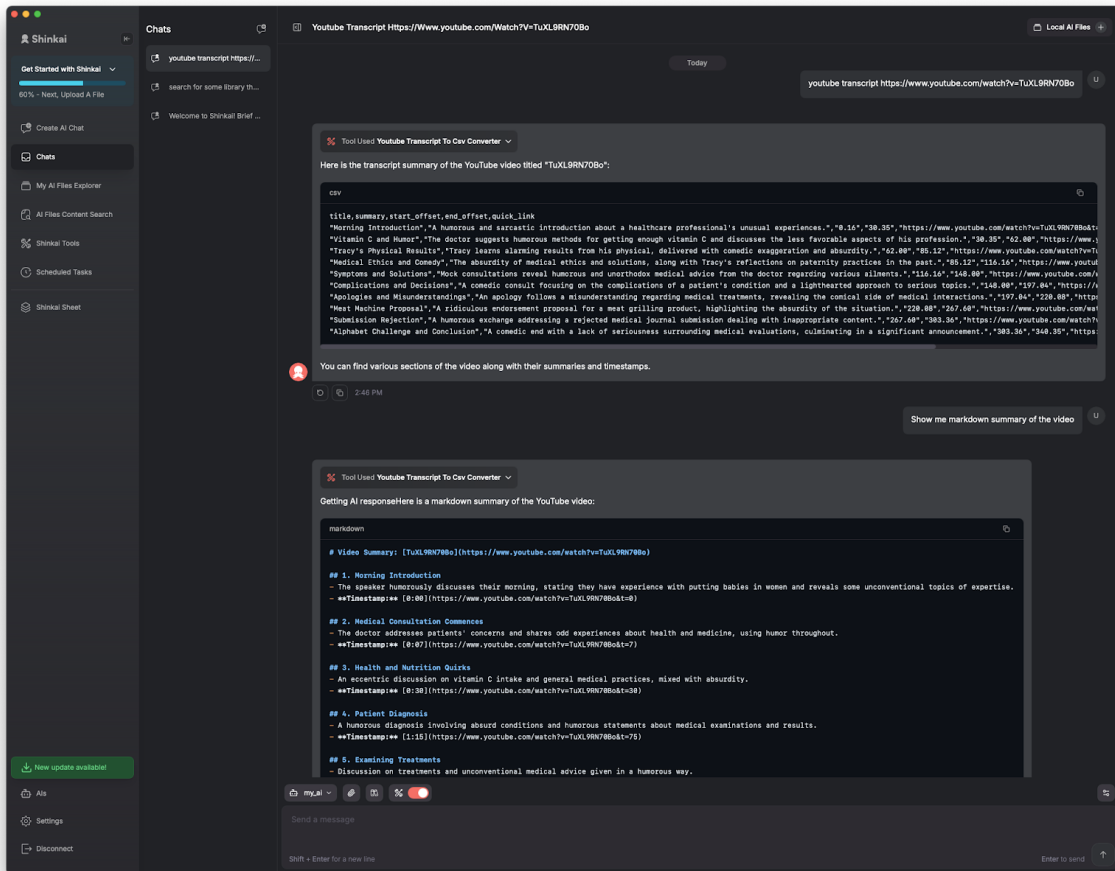 Shinkai
Get Started with Shinkai
60% - Next, Upload A File
Create AI Chat
Chats
My AI Files Explorer
AI Files Content Search
Shinkai Tools
Scheduled Tasks
Shinkai Sheet
New update available!
AIs
Settings
Disconnect
Chats
youtube transcript https://...
search for some library th...
Welcome to Shinkai! Brief ...
Youtube Transcript Https://Www.youtube.com/Watch?V=TuXL9RN70Bo
Local AI Files
Today
youtube transcript https://www.youtube.com/watch?v=TuXL9RN70Bo
U
Tool Used Youtube Transcript To Csv Converter
Here is the transcript summary of the YouTube video titled "TuXL9RN70Bo":
csv
title,summary,start_offset,end_offset,quick_link
"Morning Introduction","A humorous and sarcastic introduction about a healthcare professional's unusual experiences.","0.16","30.35","https://www.youtube.com/watch?v=TuXL9RN70Bo&t=
"Vitamin C and Humor","The doctor suggests humorous methods for getting enough vitamin C and discusses the less favorable aspects of his profession.","30.35","62.00","https://www.y
"Tracy's Physical Results","Tracy learns alarming results from his physical, delivered with comedic exaggeration and absurdity.","62.00","85.12","https://www.youtube.com/watch?v=Tu
"Medical Ethics and Comedy","The absurdity of medical ethics and solutions, along with Tracy's reflections on paternity practices in the past.","85.12","116.16","https://www.youtub
"Symptoms and Solutions","Mock consultations reveal humorous and unorthodox medical advice from the doctor regarding various ailments.","116.16","148.00","https://www.youtube.com/w
"Complications and Decisions","A comedic consult focusing on the complications of a patient's condition and a lighthearted approach to serious topics.","148.00","197.04","https://w
"Apologies and Misunderstandings","An apology follows a misunderstanding regarding medical treatments, revealing the comical side of medical interactions.","197.04","220.08","https
"Meat Machine Proposal","A ridiculous endorsement proposal for a meat grilling product, highlighting the absurdity of the situation.","220.08","267.60","https://www.youtube.com/wat
"Submission Rejection","A humorous exchange addressing a rejected medical journal submission dealing with inappropriate content.","267.60","303.36","https://www.youtube.com/watch?v
"Alphabet Challenge and Conclusion","A comedic end with a lack of seriousness surrounding medical evaluations, culminating in a significant announcement.","303.36","340.35","https:
You can find various sections of the video along with their summaries and timestamps.
2:46 PM
Show me markdown summary of the video
U
Tool Used Youtube Transcript To Csv Converter
Getting AI responseHere is a markdown summary of the YouTube video:
markdown
# Video Summary: [TuXL9RN70Bo](https://www.youtube.com/watch?v=TuXL9RN70Bo)
## 1. Morning Introduction
- The speaker humorously discusses their morning, stating they have experience with putting babies in women and reveals some unconventional topics of expertise.
- **Timestamp:** [0:00](https://www.youtube.com/watch?v=TuXL9RN70Bo&t=0)
## 2. Medical Consultation Commences
- The doctor addresses patients' concerns and shares odd experiences about health and medicine, using humor throughout.
- **Timestamp:** [0:07](https://www.youtube.com/watch?v=TuXL9RN70Bo&t=7)
## 3. Health and Nutrition Quirks
- An eccentric discussion on vitamin C intake and general medical practices, mixed with absurdity.
- **Timestamp:** [0:30](https://www.youtube.com/watch?v=TuXL9RN70Bo&t=30)
## 4. Patient Diagnosis
- A humorous diagnosis involving absurd conditions and humorous statements about medical examinations and results.
- **Timestamp:** [1:15](https://www.youtube.com/watch?v=TuXL9RN70Bo&t=75)
## 5. Examining Treatments
- Discussion on treatments and unconventional medical advice given in a humorous way.
my_ai
Send a message
Shift + Enter for a new line
Enter to send